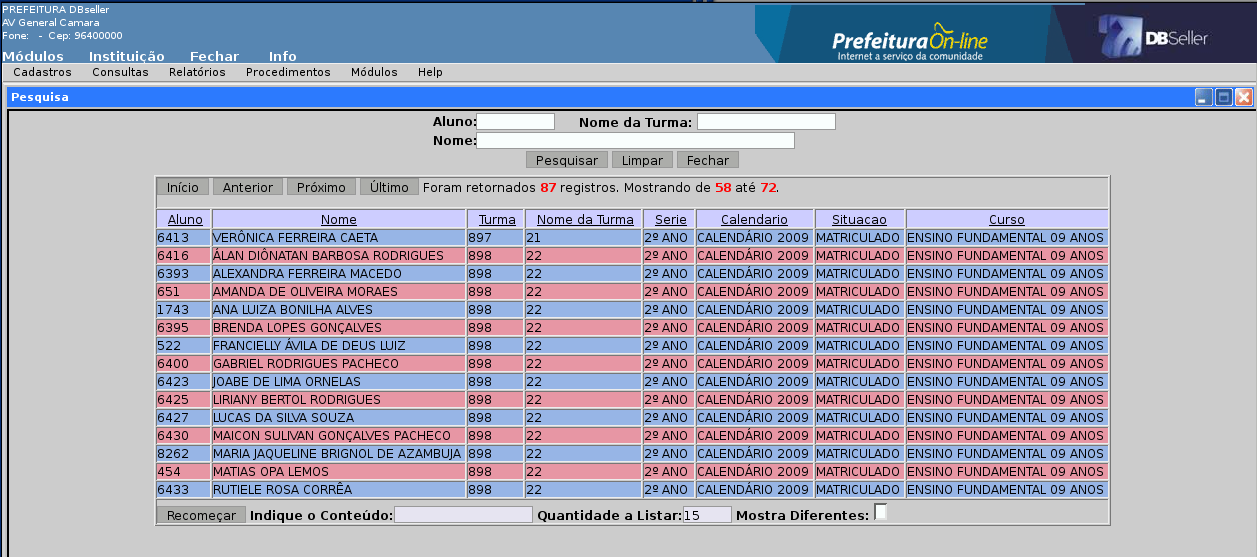 PREFEITURA DBseller
AV General Camara
Fone: - Cep: 96400000
Prefeitura On-line
Internet a serviço da comunidade
DBSeller
Módulos Instituição Fechar Info
Cadastros Consultas Relatórios Procedimentos Módulos Help
Pesquisa
Aluno: Nome da Turma:
Nome:
Pesquisar Limpar Fechar
Início Anterior Próximo Último Foram retornados 87 registros. Mostrando de 58 até 72.
Aluno Nome Turma Nome da Turma Serie Calendario Situacao Curso
6413 VERÔNICA FERREIRA CAETA 897 21 2º ANO CALENDÁRIO 2009 MATRICULADO ENSINO FUNDAMENTAL 09 ANOS
6416 ÁLAN DIÔNATAN BARBOSA RODRIGUES 898 22 2º ANO CALENDÁRIO 2009 MATRICULADO ENSINO FUNDAMENTAL 09 ANOS
6393 ALEXANDRA FERREIRA MACEDO 898 22 2º ANO CALENDÁRIO 2009 MATRICULADO ENSINO FUNDAMENTAL 09 ANOS
651 AMANDA DE OLIVEIRA MORAES 898 22 2º ANO CALENDÁRIO 2009 MATRICULADO ENSINO FUNDAMENTAL 09 ANOS
1743 ANA LUIZA BONILHA ALVES 898 22 2º ANO CALENDÁRIO 2009 MATRICULADO ENSINO FUNDAMENTAL 09 ANOS
6395 BRENDA LOPES GONÇALVES 898 22 2º ANO CALENDÁRIO 2009 MATRICULADO ENSINO FUNDAMENTAL 09 ANOS
522 FRANCIELLY ÁVILA DE DEUS LUIZ 898 22 2º ANO CALENDÁRIO 2009 MATRICULADO ENSINO FUNDAMENTAL 09 ANOS
6400 GABRIEL RODRIGUES PACHECO 898 22 2º ANO CALENDÁRIO 2009 MATRICULADO ENSINO FUNDAMENTAL 09 ANOS
6423 JOABE DE LIMA ORNELAS 898 22 2º ANO CALENDÁRIO 2009 MATRICULADO ENSINO FUNDAMENTAL 09 ANOS
6425 LIRIANY BERTOL RODRIGUES 898 22 2º ANO CALENDÁRIO 2009 MATRICULADO ENSINO FUNDAMENTAL 09 ANOS
6427 LUCAS DA SILVA SOUZA 898 22 2º ANO CALENDÁRIO 2009 MATRICULADO ENSINO FUNDAMENTAL 09 ANOS
6430 MAICON SULIVAN GONÇALVES PACHECO 898 22 2º ANO CALENDÁRIO 2009 MATRICULADO ENSINO FUNDAMENTAL 09 ANOS
8262 MARIA JAQUELINE BRIGNOL DE AZAMBUJA 898 22 2º ANO CALENDÁRIO 2009 MATRICULADO ENSINO FUNDAMENTAL 09 ANOS
454 MATIAS OPA LEMOS 898 22 2º ANO CALENDÁRIO 2009 MATRICULADO ENSINO FUNDAMENTAL 09 ANOS
6433 RUTIELE ROSA CORRÊA 898 22 2º ANO CALENDÁRIO 2009 MATRICULADO ENSINO FUNDAMENTAL 09 ANOS
Recomeçar Indique o Conteúdo: Quantidade a Listar: 15 Mostra Diferentes: